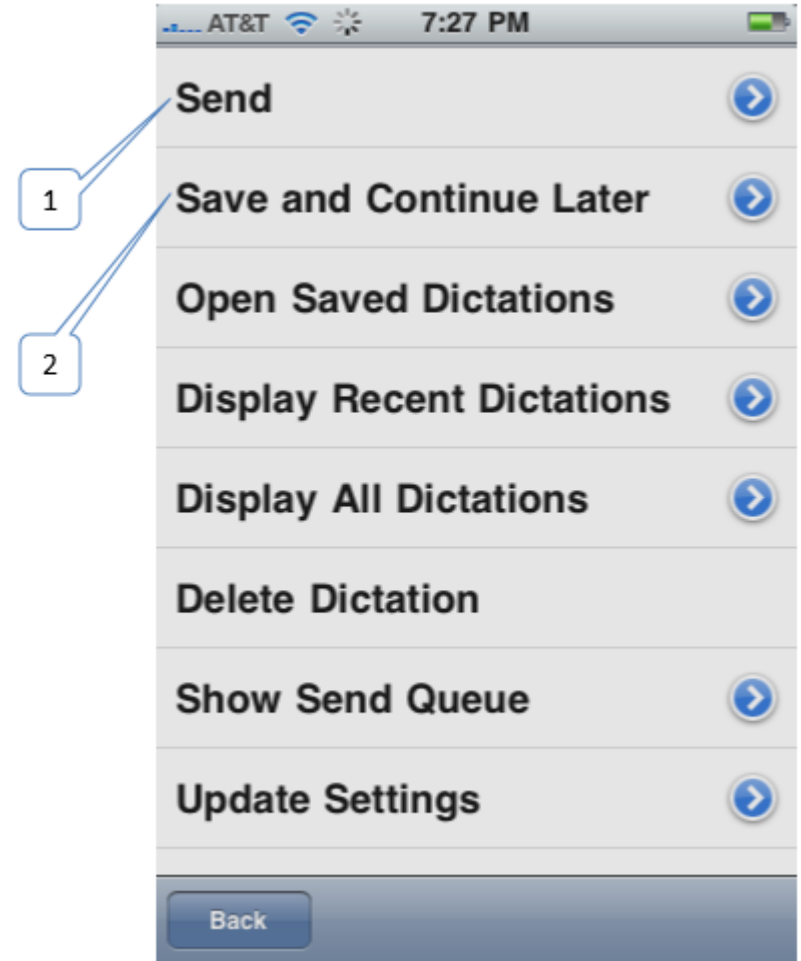 AT&T 7:27 PM
Send
1
Save and Continue Later
Open Saved Dictations
2
Display Recent Dictations
Display All Dictations
Delete Dictation
Show Send Queue
Update Settings
Back